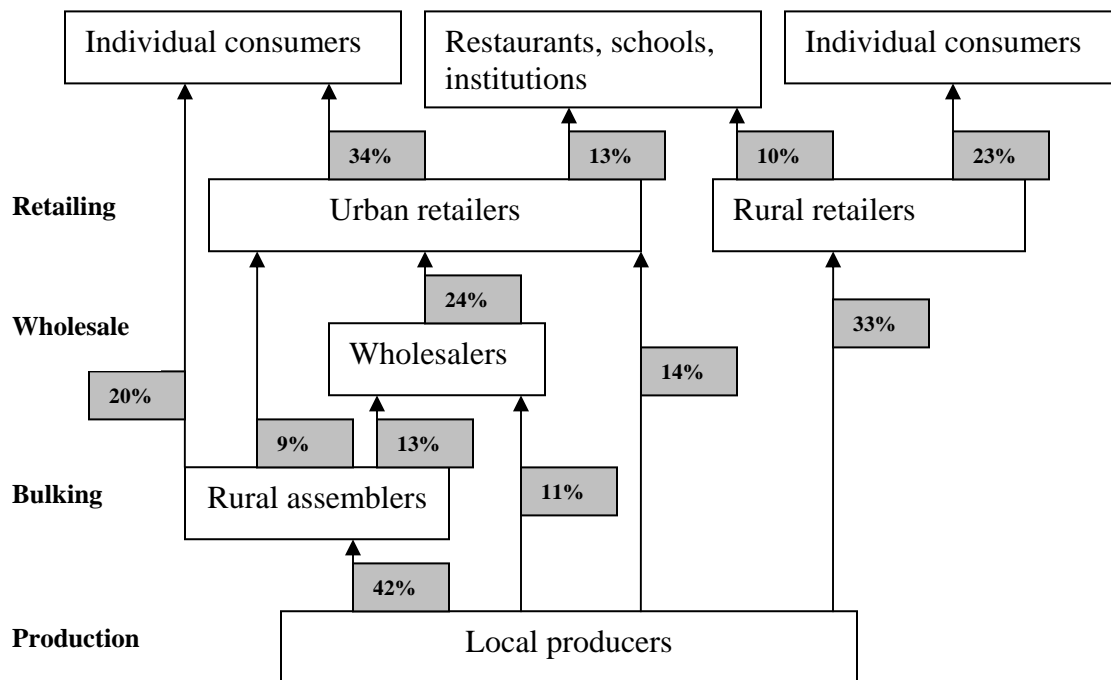 Individual consumers
Restaurants, schools,
institutions
Individual consumers
34%
13%
10%
23%
Retailing
Urban retailers
Rural retailers
24%
Wholesale
33%
Wholesalers
14%
20%
9%
13%
Bulking
Rural assemblers
11%
42%
Production
Local producers